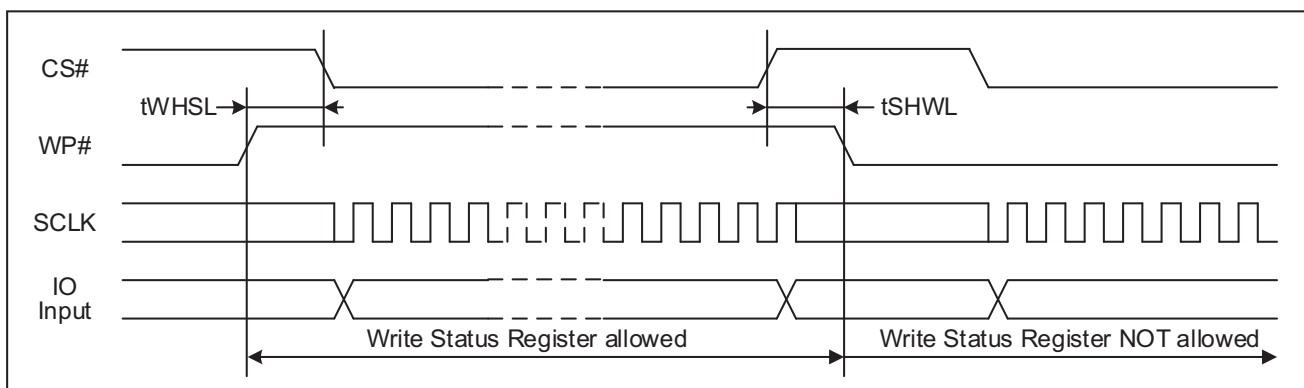 CS#
tWHSL
tSHWL
WP#
SCLK
IO
Input
Write Status Register allowed
Write Status Register NOT allowed